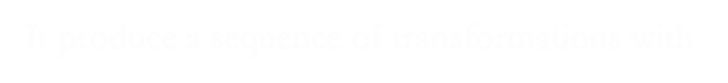 It produce a sequence of transformations with